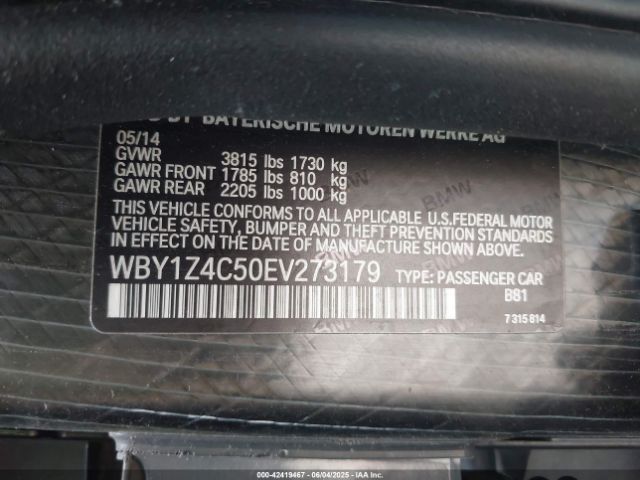 BAYERISCHE MOTOREN WERKE AG
05/14
GVWR 3815 lbs 1730 kg
GAWR FRONT 1785 lbs 810 kg
GAWR REAR 2205 lbs 1000 kg
THIS VEHICLE CONFORMS TO ALL APPLICABLE U.S.FEDERAL MOTOR
VEHICLE SAFETY, BUMPER AND THEFT PREVENTION STANDARDS
IN EFFECT ON THE DATE OF MANUFACTURE SHOWN ABOVE.
WBY1Z4C50EV273179 TYPE: PASSENGER CAR
B81
7 315 814
BMW
BMW
BMW
000-42419467 - 06/04/2025 - IAA Inc.